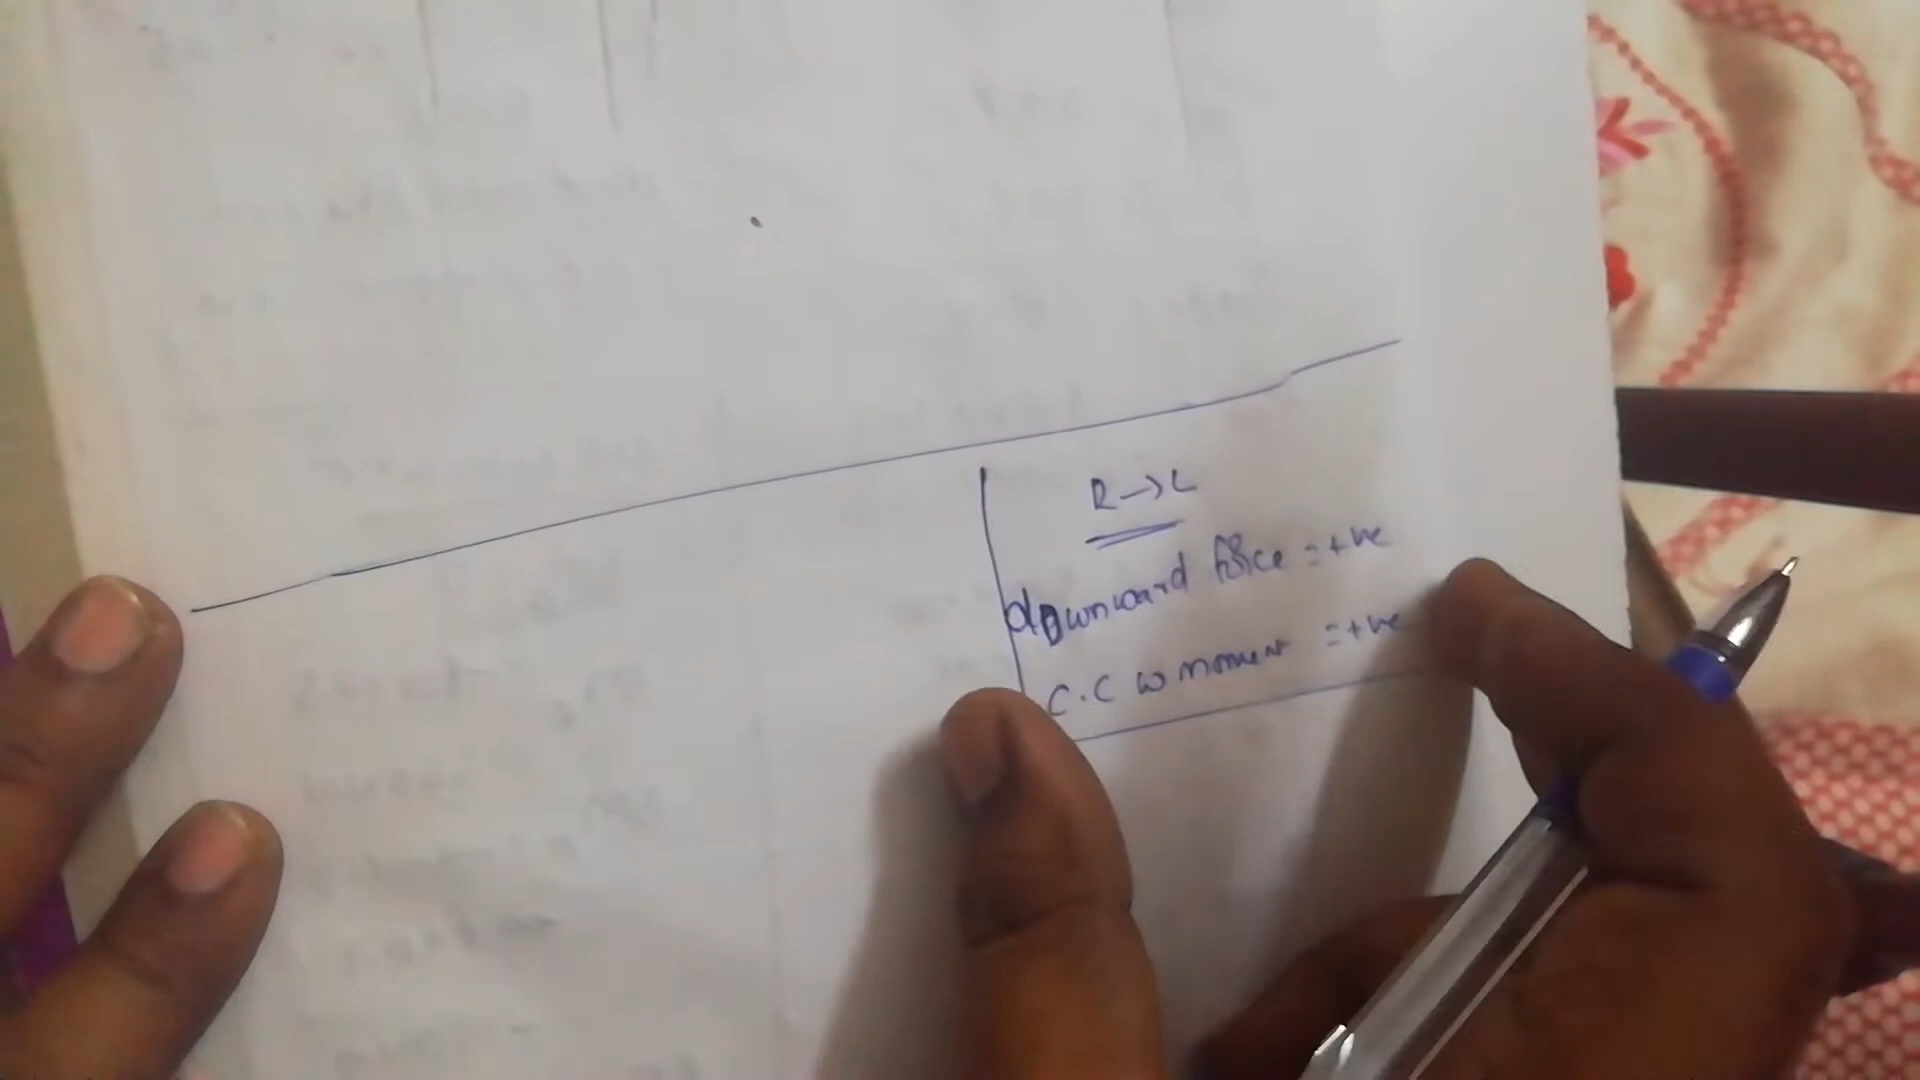 R→L
downward force = +ve
C.C w moment = +ve